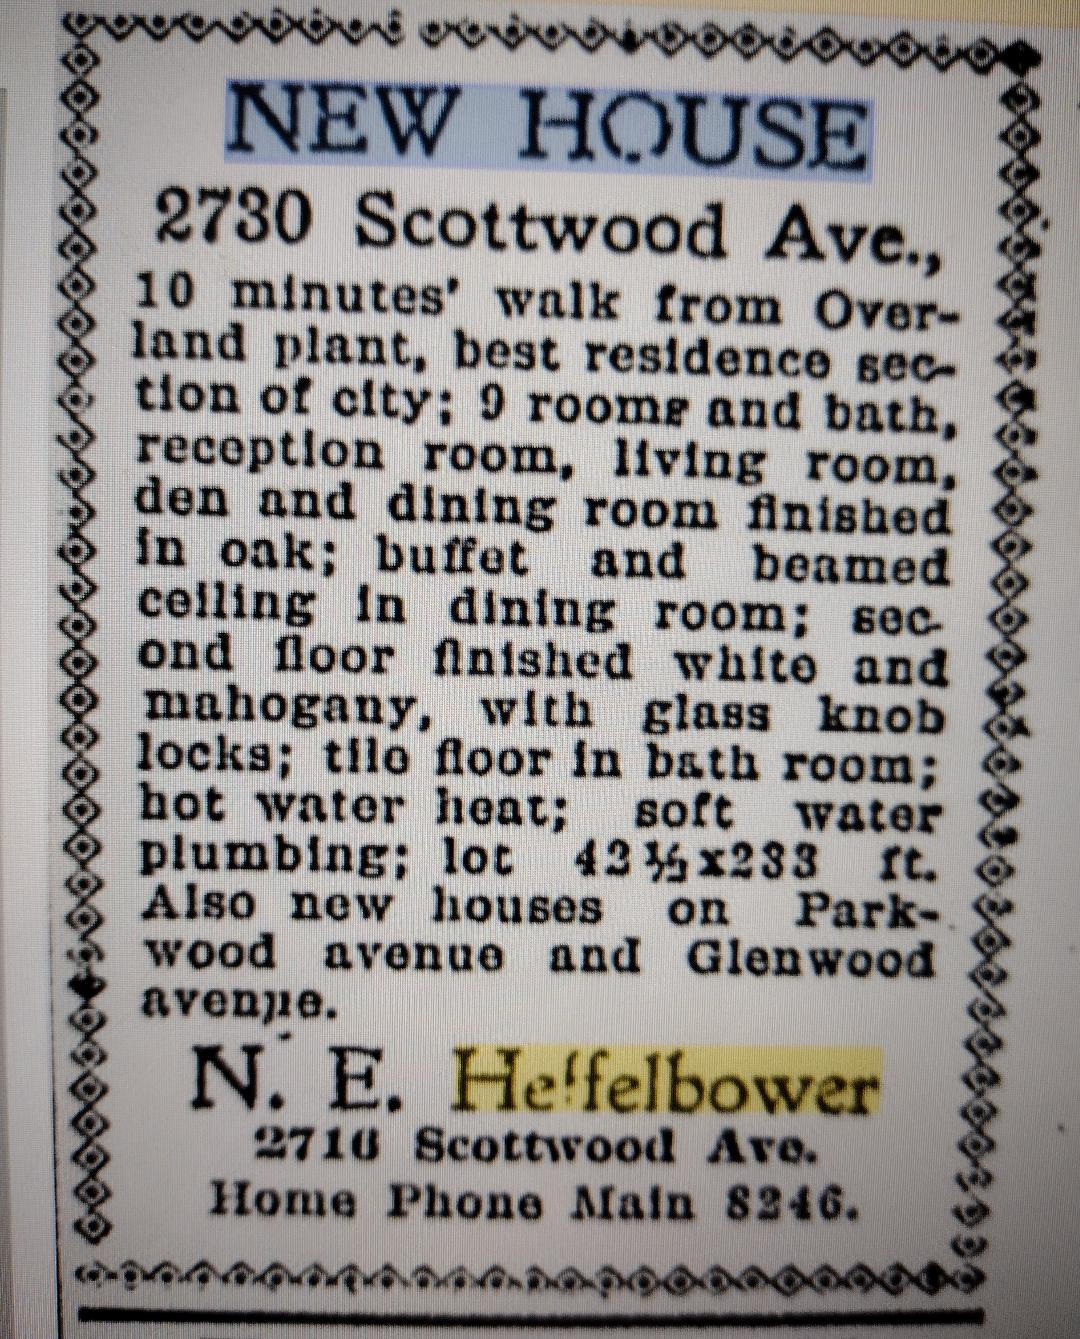 NEW HOUSE
2730 Scottwood Ave.,
10 minutes' walk from Over-
land plant, best residence sec-
tion of city; 9 rooms and bath,
reception room, living room,
den and dining room finished
in oak; buffet and beamed
ceiling in dining room; sec-
ond floor finished white and
mahogany, with glass knob
locks; tile floor in bath room;
hot water heat; soft water
plumbing; lot x233 ft.
Also new houses on Park-
wood avenue and Glenwood
avenue.
N. E. Heffelbower
2716 Scottwood Ave.
Home Phone Main 8246.